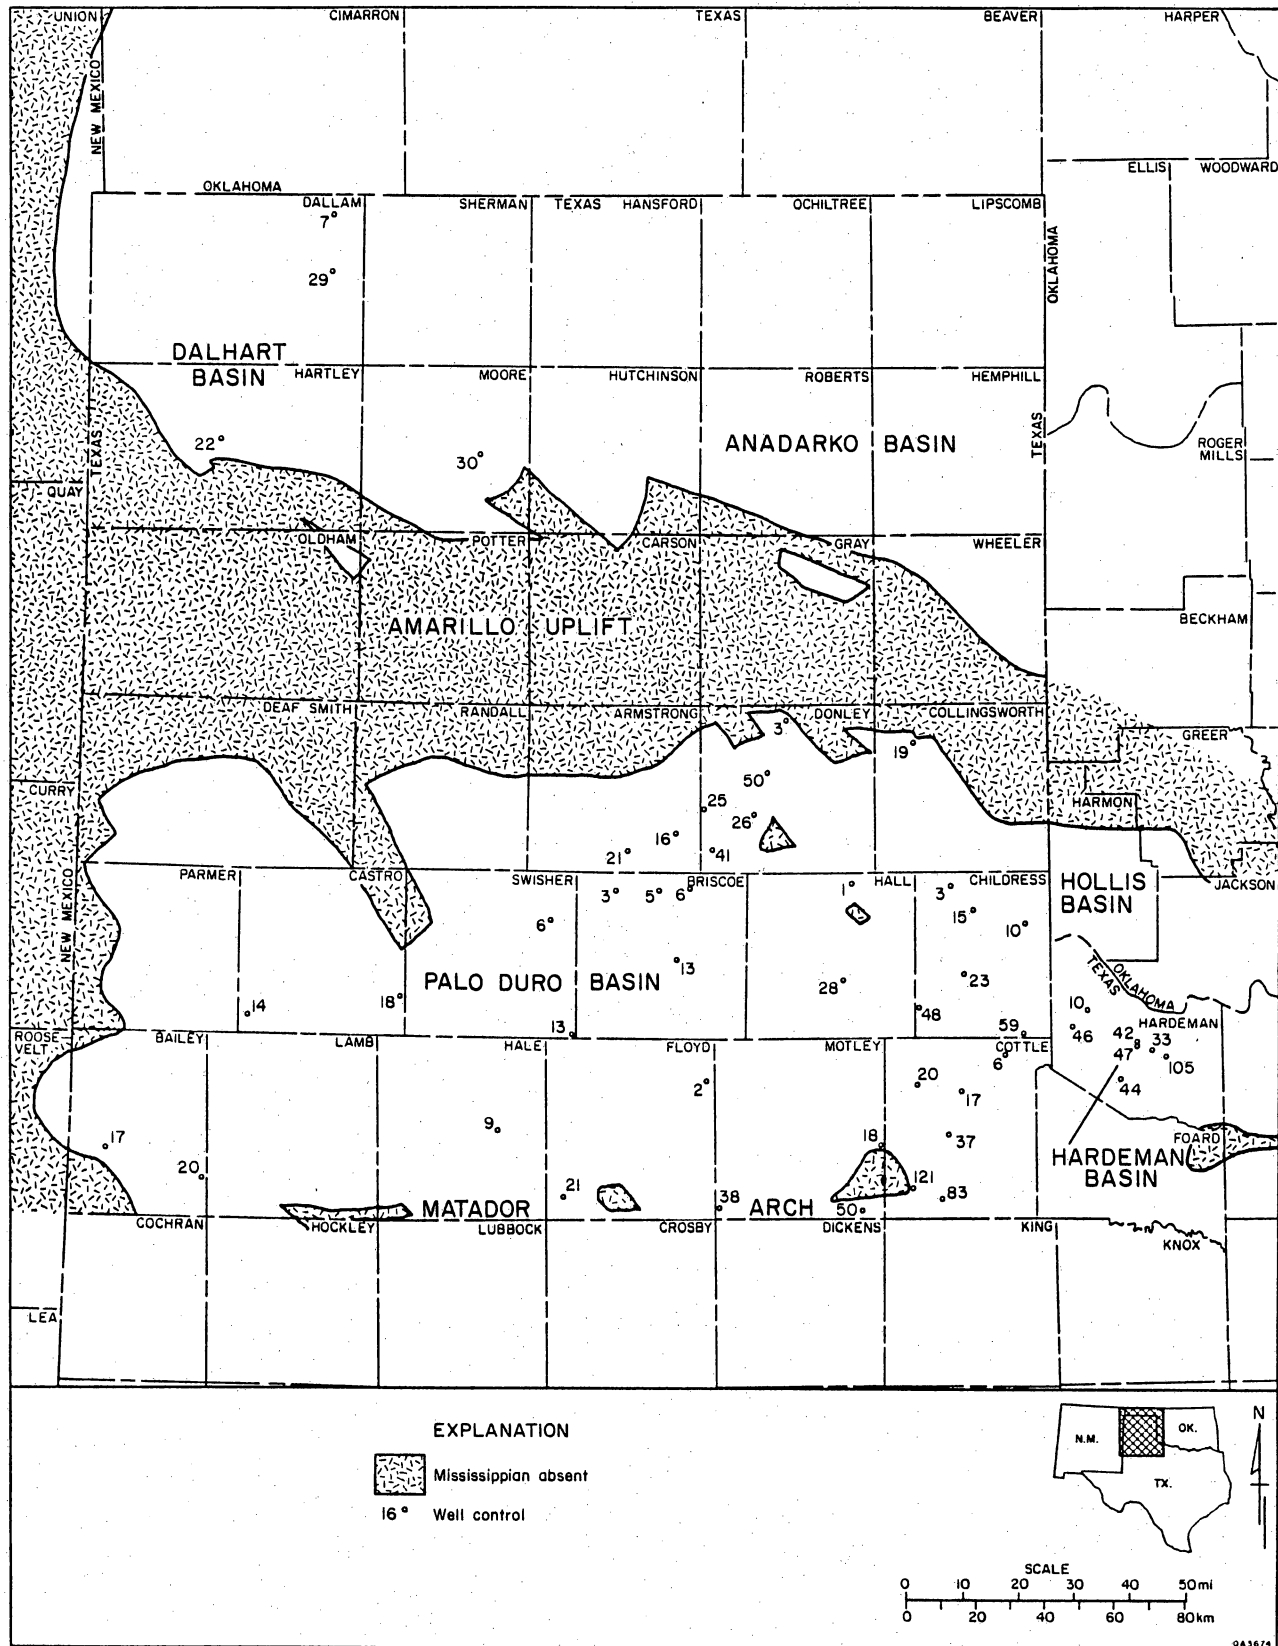 UNION
CIMARRON
TEXAS
BEAVER
HARPER
NEW MEXICO
ELLIS
WOODWARD
OKLAHOMA
DALLAM
SHERMAN
TEXAS
HANSFORD
OCHILTREE
LIPSCOMB
7
OKLAHOMA
29
DALHART
BASIN
HARTLEY
MOORE
HUTCHINSON
ROBERTS
HEMPHILL
TEXAS
22
30
ANADARKO BASIN
TEXAS
ROGER
MILLS
QUAY
OLDHAM
POTTER
CARSON
GRAY
WHEELER
AMARILLO UPLIFT
BECKHAM
DEAF SMITH
RANDALL
ARMSTRONG
DONLEY
COLLINGSWORTH
3
19
GREER
CURRY
50
25
26
HARMON
16
21
41
PARMER
CASTRO
SWISHER
BRISCOE
HALL
CHILDRESS
HOLLIS
BASIN
JACKSON
3
5
6
1
3
15
6
10
NEW MEXICO
PALO DURO BASIN
13
28
23
OKLAHOMA
TEXAS
14
18
48
10
HARDEMAN
13
59
46
42
33
47
105
44
ROOSE
VELT
BAILEY
LAMB
HALE
FLOYD
MOTLEY
COTTLE
6
2
20
17
9
17
18
37
FOARD
20
HARDEMAN
BASIN
21
38
121
83
MATADOR ARCH
50
COCHRAN
HOCKLEY
LUBBOCK
CROSBY
DICKENS
KING
KNOX
LEA
EXPLANATION
Mississippian absent
16 Well control
N.M.
OK.
TX.
N
SCALE
0 10 20 30 40 50 mi
0 20 40 60 80 km
QA3674